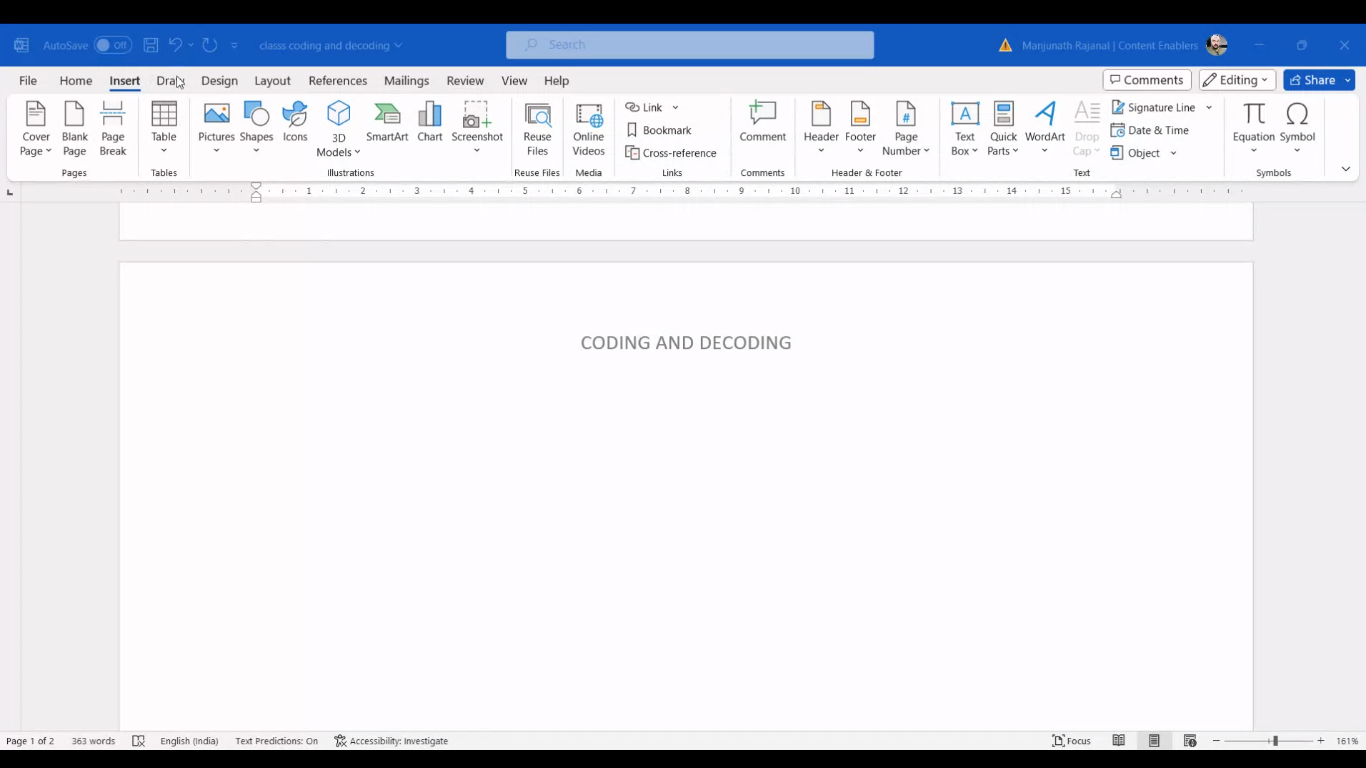 AutoSave Off classs coding and decoding Search Manjunath Rajanal | Content Enablers
File Home Insert Draw Design Layout References Mailings Review View Help Comments Editing Share
Cover Page Blank Page Page Break Table Pictures Shapes Icons 3D Models SmartArt Chart Screenshot Reuse Files Online Videos Link Bookmark Cross-reference Comment Header Footer Page Number Text Box Quick Parts WordArt Drop Cap Signature Line Date & Time Object Equation Symbol
Pages Tables Illustrations Reuse Files Media Links Comments Header & Footer Text Symbols
1 2 3 4 5 6 7 8 9 10 11 12 13 14 15
CODING AND DECODING
Page 1 of 2 363 words English (India) Text Predictions: On Accessibility: Investigate Focus 161%